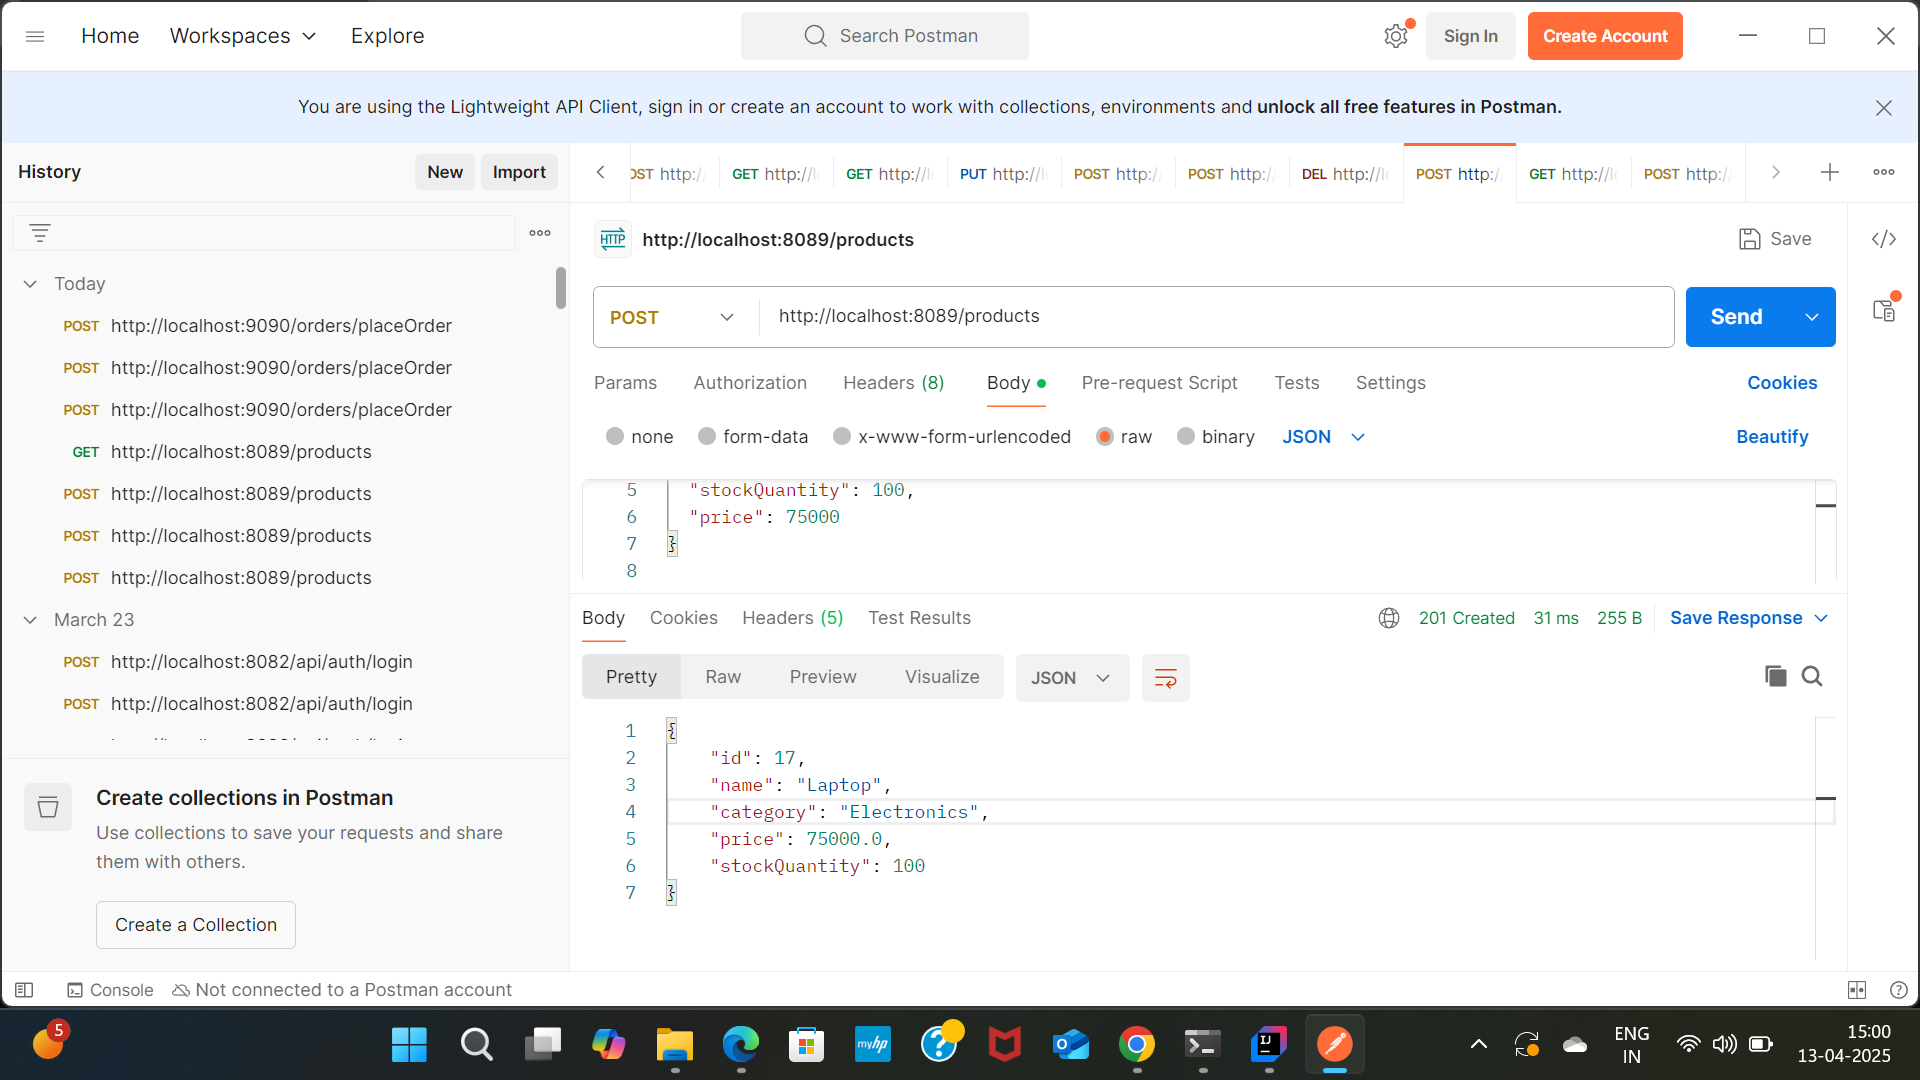 Home Workspaces Explore
Search Postman
Sign In Create Account
You are using the Lightweight API Client, sign in or create an account to work with collections, environments and unlock all free features in Postman.
History New Import
OST http:/ GET http://l GET http://l PUT http://l POST http:/ POST http:/ DEL http://lo POST http:/ GET http://l POST http:/
HTTP http://localhost:8089/products Save
Today
POST http://localhost:9090/orders/placeOrder
POST http://localhost:9090/orders/placeOrder
POST http://localhost:9090/orders/placeOrder
GET http://localhost:8089/products
POST http://localhost:8089/products
POST http://localhost:8089/products
POST http://localhost:8089/products
March 23
POST http://localhost:8082/api/auth/login
POST http://localhost:8082/api/auth/login
Create collections in Postman
Use collections to save your requests and share
them with others.
Create a Collection
POST http://localhost:8089/products Send
Params Authorization Headers (8) Body Pre-request Script Tests Settings Cookies
none form-data x-www-form-urlencoded raw binary JSON Beautify
5 "stockQuantity": 100,
6 "price": 75000
7 }
8
Body Cookies Headers (5) Test Results 201 Created 31 ms 255 B Save Response
Pretty Raw Preview Visualize JSON
1 {
2 "id": 17,
3 "name": "Laptop",
4 "category": "Electronics",
5 "price": 75000.0,
6 "stockQuantity": 100
7 }
Console Not connected to a Postman account
5
myhp
ENG
IN
15:00
13-04-2025